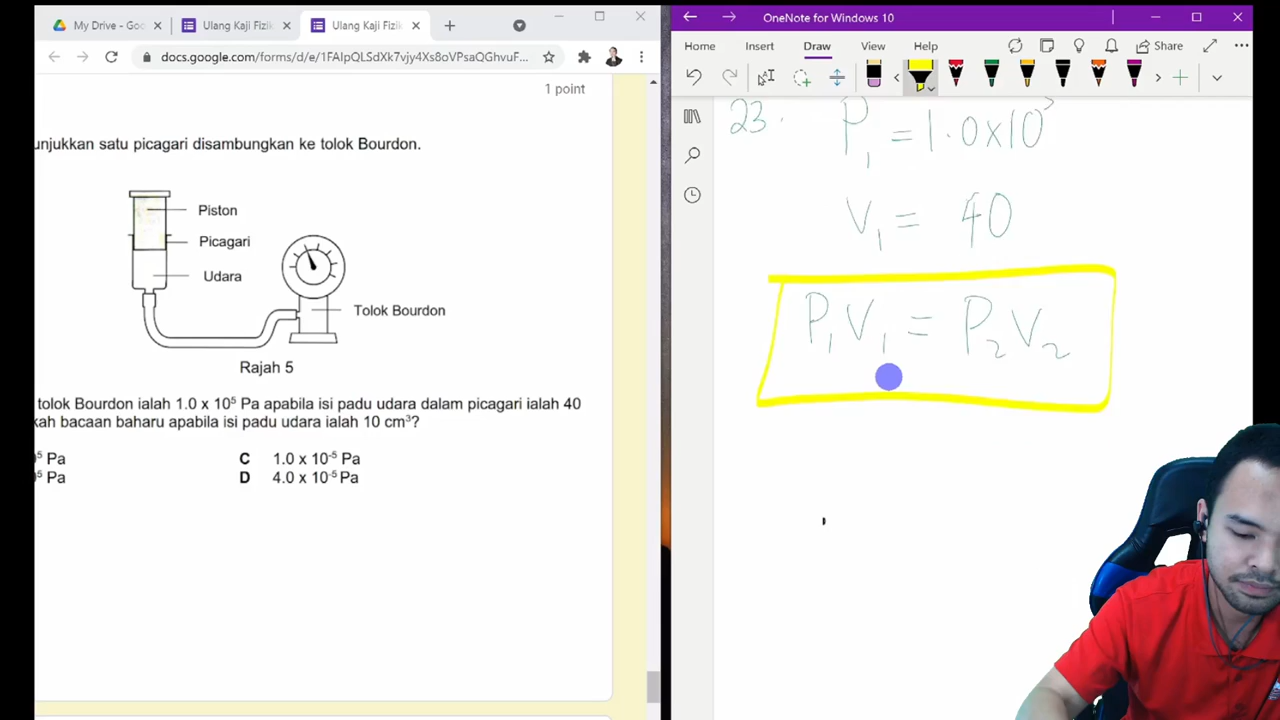 My Drive - Goo
Ulang Kaji Fizik
Ulang Kaji Fizik
docs.google.com/forms/d/e/1FAIpQLSdXk7vjy4Xs8oVPsaQGhvuF...
1 point
unjukkan satu picagari disambungkan ke tolok Bourdon.
Piston
Picagari
Udara
Tolok Bourdon
Rajah 5
tolok Bourdon ialah 1.0 x 10⁵ Pa apabila isi padu udara dalam picagari ialah 40
kah bacaan baharu apabila isi padu udara ialah 10 cm³?
⁵ Pa
C 1.0 x 10⁻⁵ Pa
⁵ Pa
D 4.0 x 10⁻⁵ Pa
OneNote for Windows 10
Home Insert Draw View Help Share
23. P₁ = 1.0x10
V₁ = 40
P₁V₁ = P₂V₂